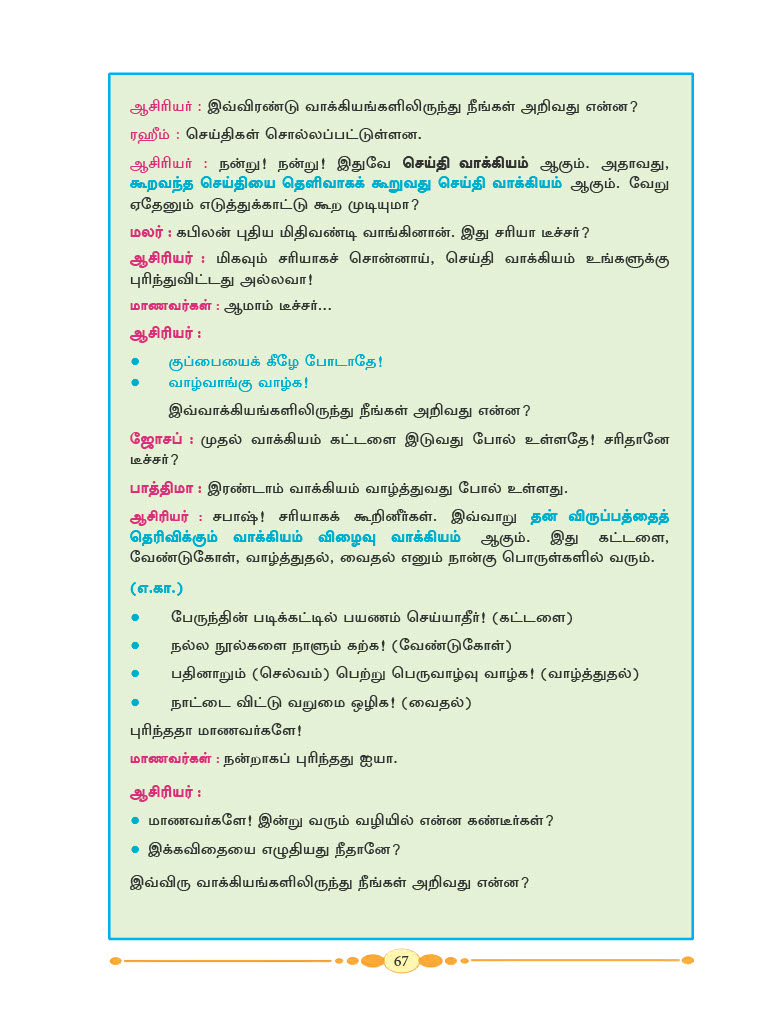 ஆசிரியர் : இவ்விரண்டு வாக்கியங்களிலிருந்து நீங்கள் அறிவது என்ன?
ரஹீம் : செய்திகள் சொல்லப்பட்டுள்ளன.
ஆசிரியர் : நன்று! நன்று! இதுவே செய்தி வாக்கியம் ஆகும். அதாவது,
கூறவந்த செய்தியை தெளிவாகக் கூறுவது செய்தி வாக்கியம் ஆகும். வேறு
ஏதேனும் எடுத்துக்காட்டு கூற முடியுமா?
மலர் : கபிலன் புதிய மிதிவண்டி வாங்கினான். இது சரியா டீச்சர்?
ஆசிரியர் : மிகவும் சரியாகச் சொன்னாய், செய்தி வாக்கியம் உங்களுக்கு
புரிந்துவிட்டது அல்லவா!
மாணவர்கள் : ஆமாம் டீச்சர்...
ஆசிரியர் :
● குப்பையைக் கீழே போடாதே!
● வாழ்வாங்கு வாழ்க!
இவ்வாக்கியங்களிலிருந்து நீங்கள் அறிவது என்ன?
ஜோசப் : முதல் வாக்கியம் கட்டளை இடுவது போல் உள்ளதே! சரிதானே
டீச்சர்?
பாத்திமா : இரண்டாம் வாக்கியம் வாழ்த்துவது போல் உள்ளது.
ஆசிரியர் : சபாஷ்! சரியாகக் கூறினீர்கள். இவ்வாறு தன் விருப்பத்தைத்
தெரிவிக்கும் வாக்கியம் விழைவு வாக்கியம் ஆகும். இது கட்டளை,
வேண்டுகோள், வாழ்த்துதல், வைதல் எனும் நான்கு பொருள்களில் வரும்.
(எ.கா.)
● பேருந்தின் படிக்கட்டில் பயணம் செய்யாதீர்! (கட்டளை)
● நல்ல நூல்களை நாளும் கற்க! (வேண்டுகோள்)
● பதினாறும் (செல்வம்) பெற்று பெருவாழ்வு வாழ்க! (வாழ்த்துதல்)
● நாட்டை விட்டு வறுமை ஒழிக! (வைதல்)
புரிந்ததா மாணவர்களே!
மாணவர்கள் : நன்றாகப் புரிந்தது ஐயா.
ஆசிரியர் :
● மாணவர்களே! இன்று வரும் வழியில் என்ன கண்டீர்கள்?
● இக்கவிதையை எழுதியது நீதானே?
இவ்விரு வாக்கியங்களிலிருந்து நீங்கள் அறிவது என்ன?
67